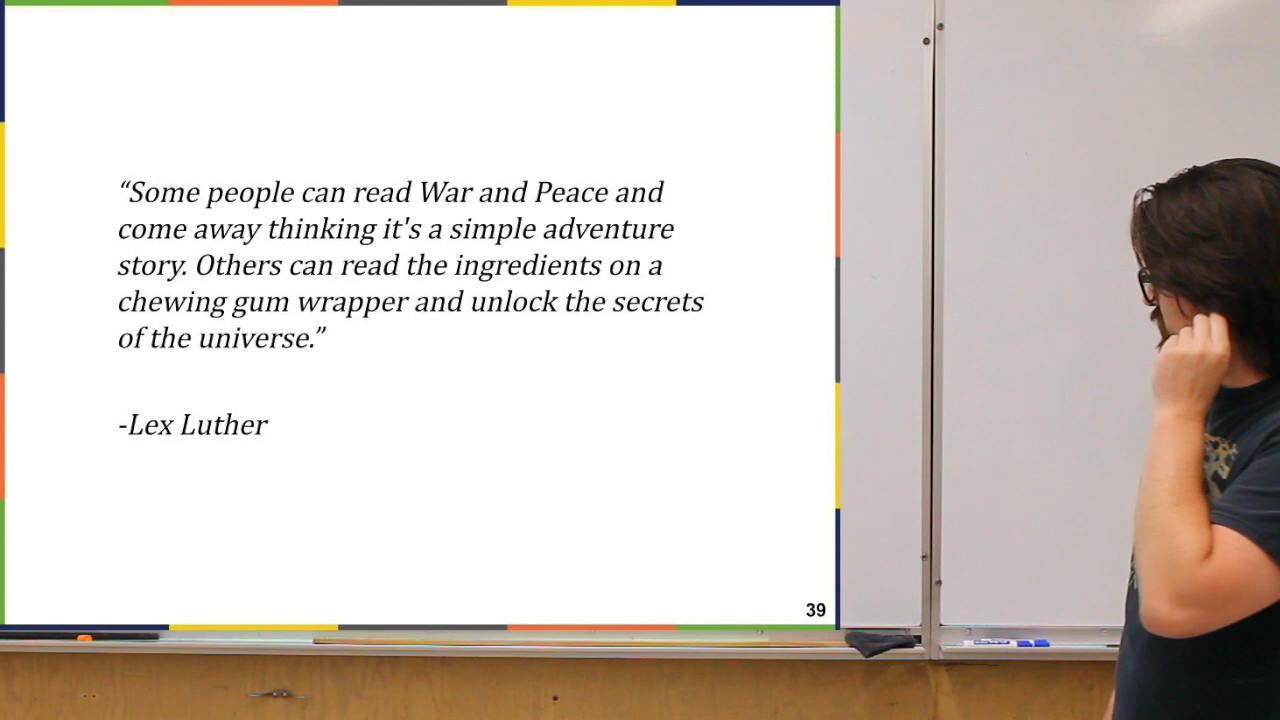 “Some people can read War and Peace and
come away thinking it's a simple adventure
story. Others can read the ingredients on a
chewing gum wrapper and unlock the secrets
of the universe.”
-Lex Luther
39